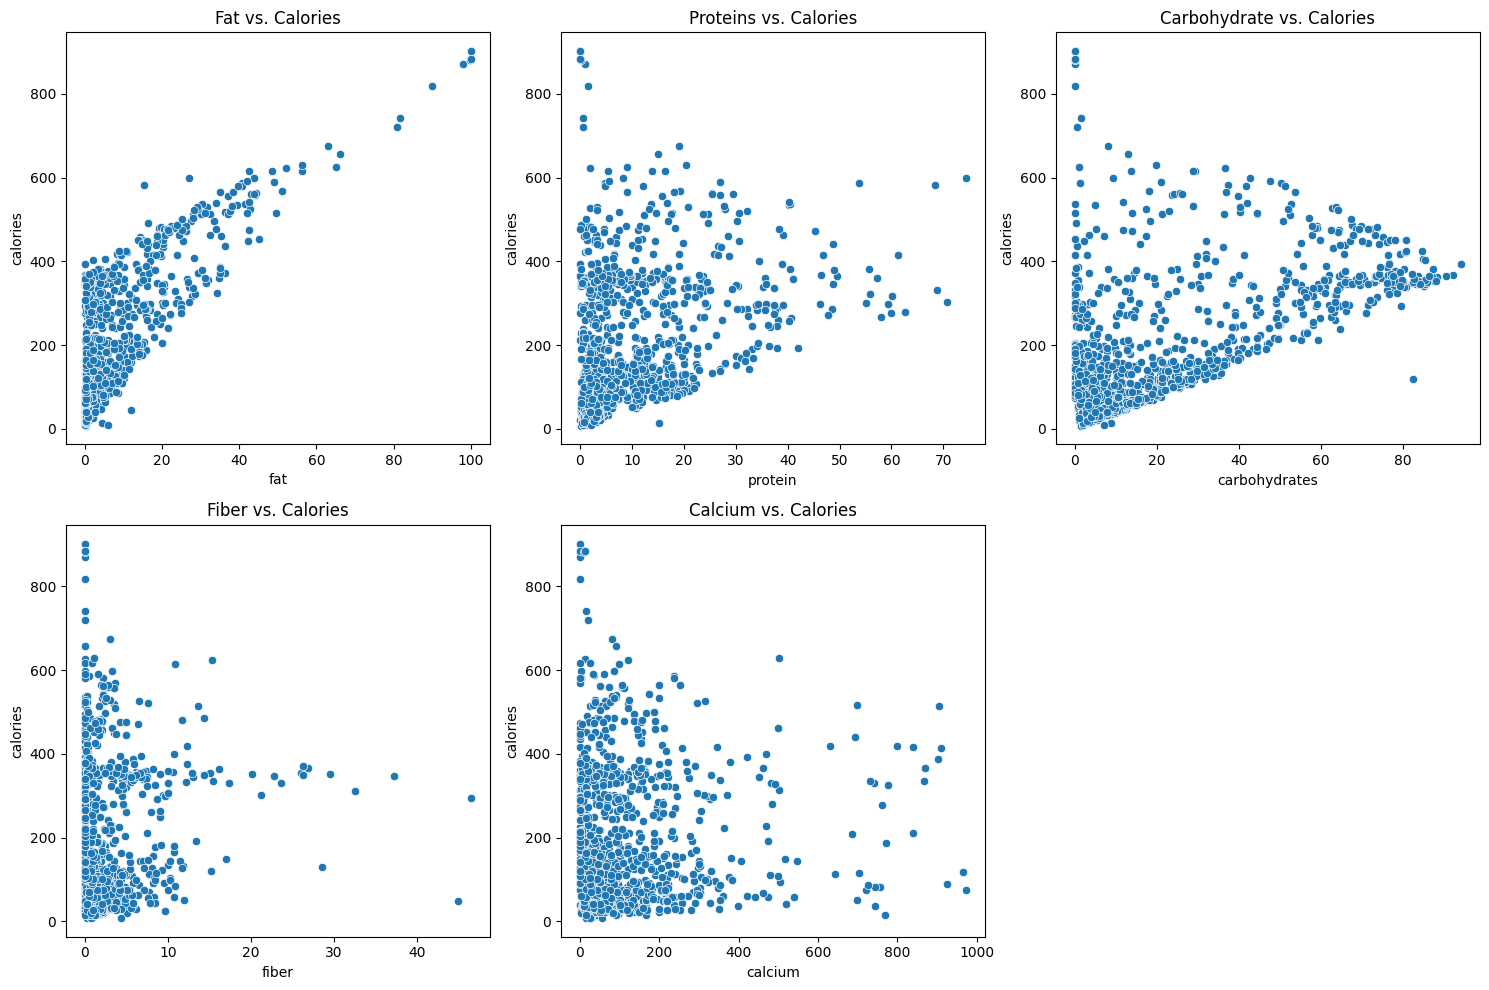 Fat vs. Calories
Proteins vs. Calories
Carbohydrate vs. Calories
calories
800
600
400
200
0
0 20 40 60 80 100
fat
calories
800
600
400
200
0
0 10 20 30 40 50 60 70
protein
calories
800
600
400
200
0
0 20 40 60 80
carbohydrates
Fiber vs. Calories
Calcium vs. Calories
calories
800
600
400
200
0
0 10 20 30 40
fiber
calories
800
600
400
200
0
0 200 400 600 800 1000
calcium